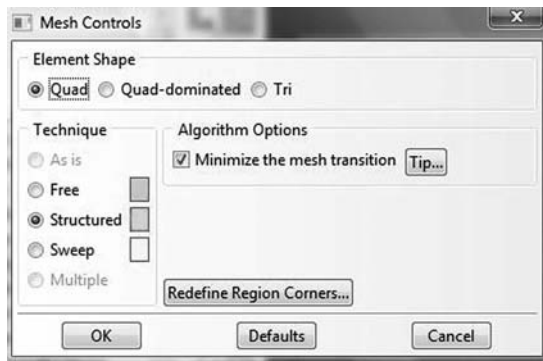 Mesh Controls
Element Shape
Quad
Quad-dominated
Tri
Technique
As is
Free
Structured
Sweep
Multiple
Algorithm Options
Minimize the mesh transition
Tip...
Redefine Region Corners...
OK
Defaults
Cancel